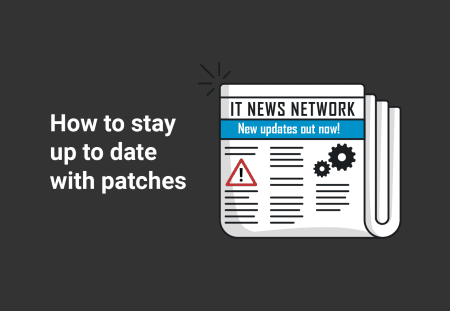 How to stay
up to date
with patches
IT NEWS NETWORK
New updates out now!
!